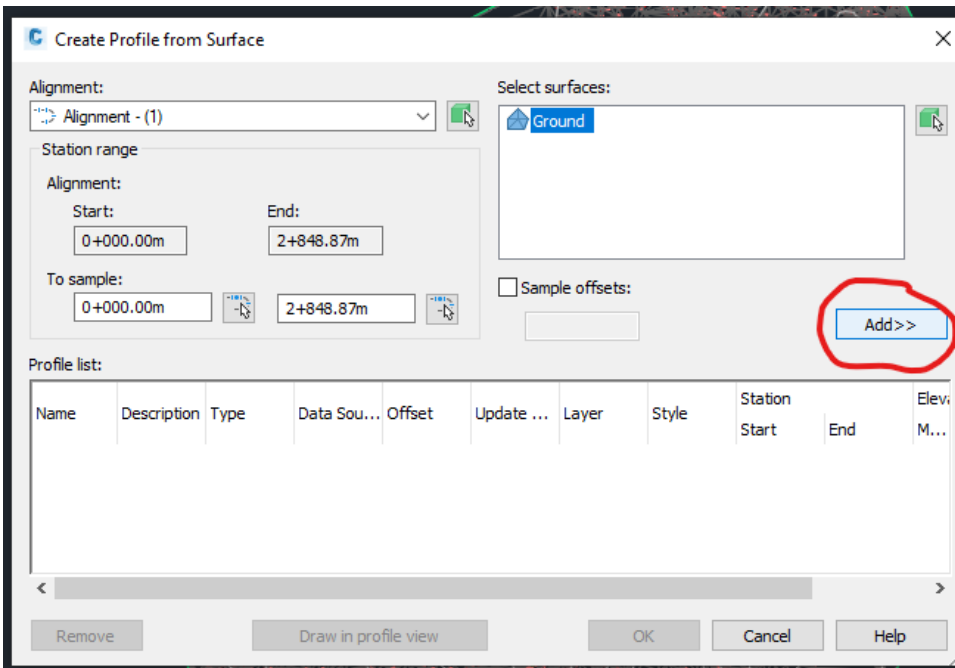 C Create Profile from Surface
Alignment:
Alignment - (1)
Station range
Alignment:
Start:
End:
0+000.00m
2+848.87m
To sample:
0+000.00m
2+848.87m
Select surfaces:
Ground
Sample offsets:
Add>>
Profile list:
Name
Description
Type
Data Sou...
Offset
Update ...
Layer
Style
Station
Start
End
Eleva
M...
Remove
Draw in profile view
OK
Cancel
Help